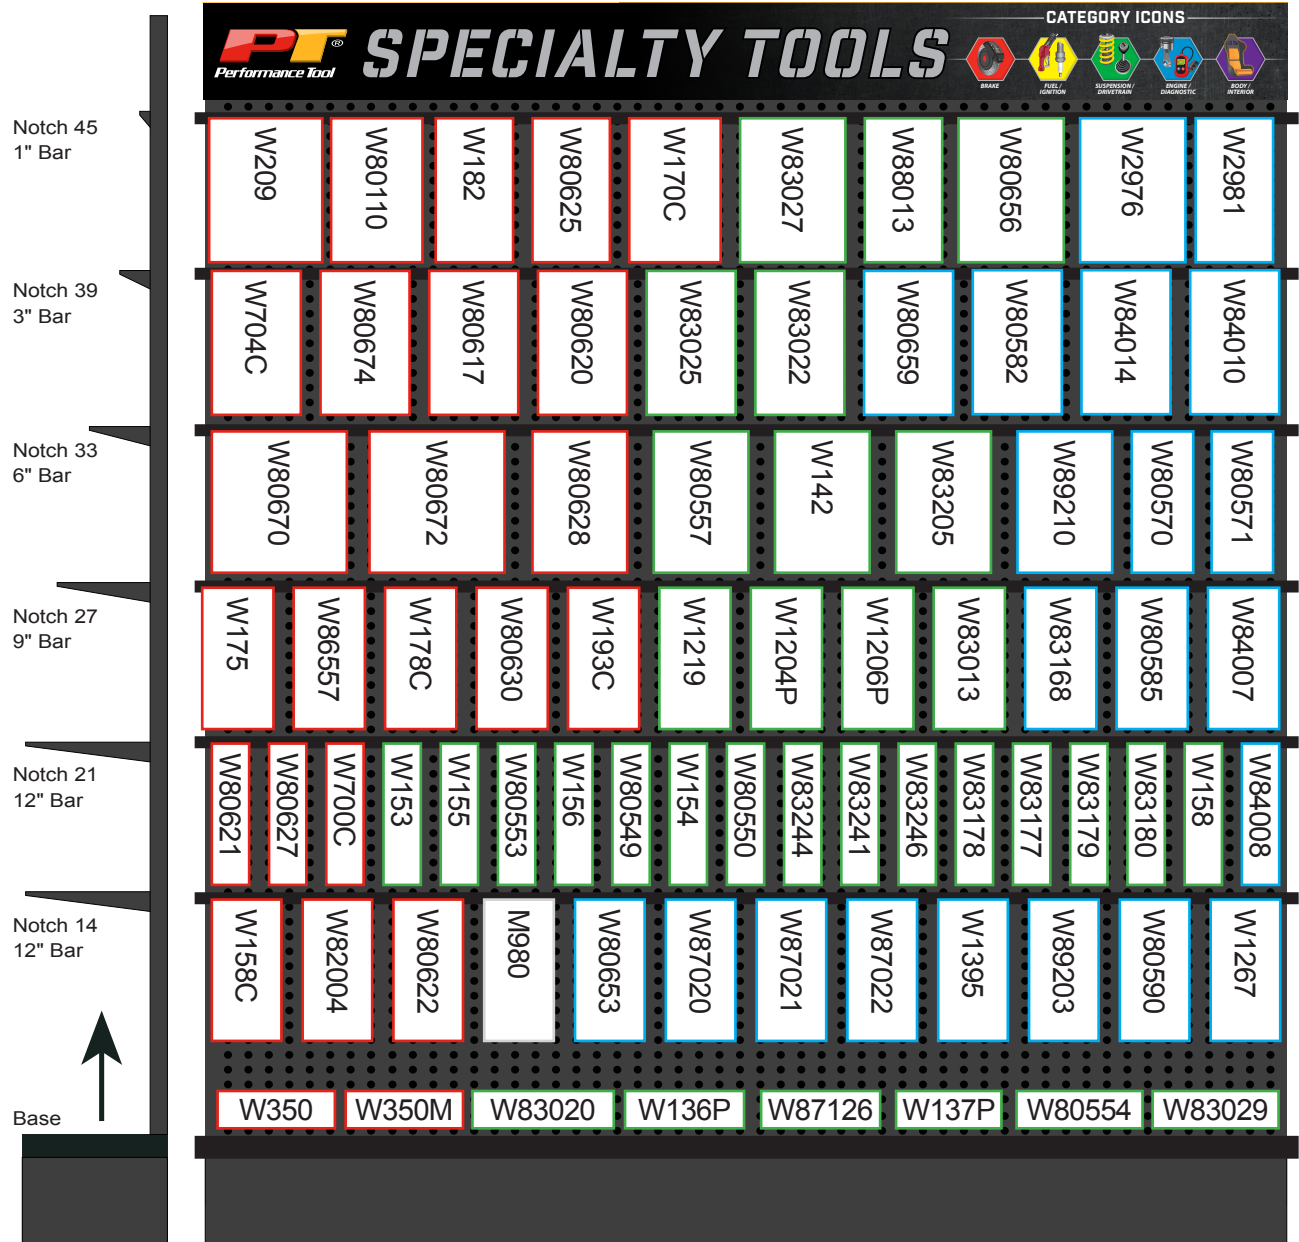 CATEGORY ICONS
PT®
Performance Tool
SPECIALTY TOOLS
BRAKE
FUEL / IGNITION
SUSPENSION / DRIVETRAIN
ENGINE / DIAGNOSTIC
BODY / INTERIOR
Notch 45
1" Bar
W209
W80110
W182
W80625
W170C
W83027
W88013
W80656
W2976
W2981
Notch 39
3" Bar
W704C
W80674
W80617
W80620
W83025
W83022
W80659
W80582
W84014
W84010
Notch 33
6" Bar
W80670
W80672
W80628
W80557
W142
W83205
W89210
W80570
W80571
Notch 27
9" Bar
W175
W86557
W178C
W80630
W193C
W1219
W1204P
W1206P
W83013
W83168
W80585
W84007
Notch 21
12" Bar
W80621
W80627
W700C
W153
W155
W80553
W156
W80549
W154
W80550
W83244
W83241
W83246
W83178
W83177
W83179
W83180
W158
W84008
Notch 14
12" Bar
W158C
W82004
W80622
M980
W80653
W87020
W87021
W87022
W1395
W89203
W80590
W1267
Base
W350
W350M
W83020
W136P
W87126
W137P
W80554
W83029